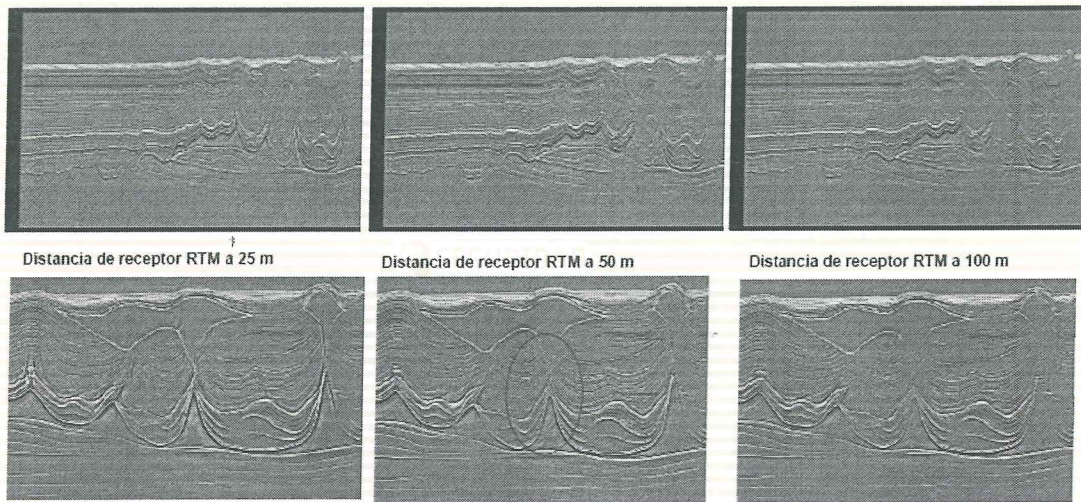 Distancia de receptor RTM a 25 m
Distancia de receptor RTM a 50 m
Distancia de receptor RTM a 100 m